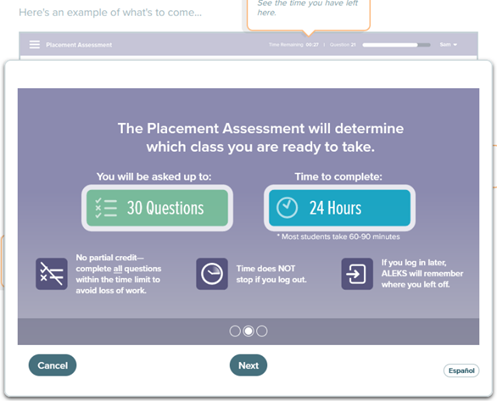 Here's an example of what's to come...
See the time you have left
here.
Placement Assessment
Time Remaining
Question
The Placement Assessment will determine
which class you are ready to take.
You will be asked up to:
Time to complete:
30 Questions
24 Hours
* Most students take 60-90 minutes
No partial credit—
complete all questions
within the time limit to
avoid loss of work.
Time does NOT
stop if you log out.
If you log in later,
ALEKS will remember
where you left off.
Cancel
Next
Español